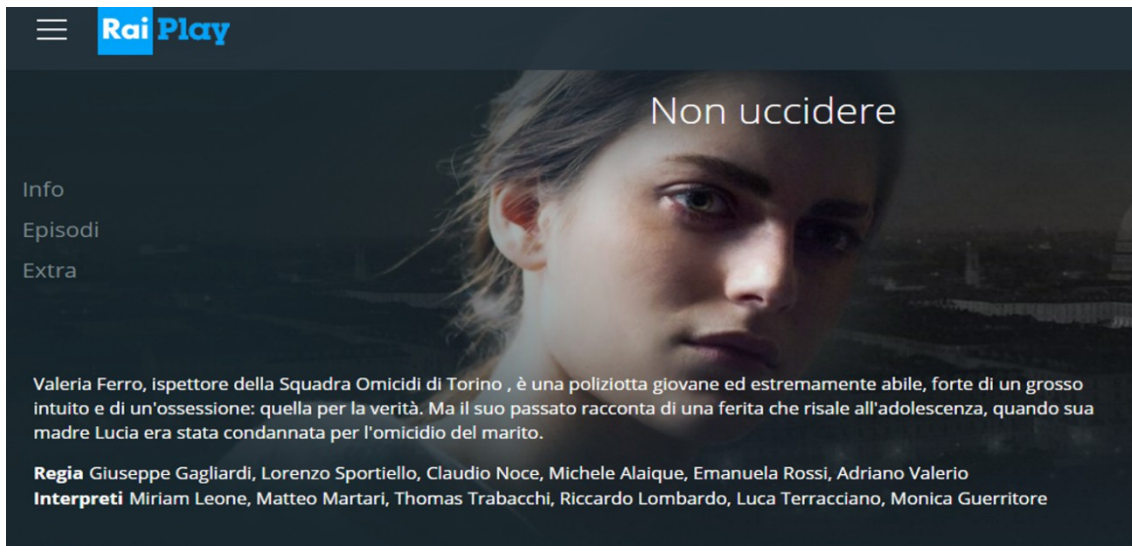 Rai Play
Non uccidere
Info
Episodi
Extra
Valeria Ferro, ispettore della Squadra Omicidi di Torino , è una poliziotta giovane ed estremamente abile, forte di un grosso
intuito e di un'ossessione: quella per la verità. Ma il suo passato racconta di una ferita che risale all'adolescenza, quando sua
madre Lucia era stata condannata per l'omicidio del marito.
Regia Giuseppe Gagliardi, Lorenzo Sportiello, Claudio Noce, Michele Alaique, Emanuela Rossi, Adriano Valerio
Interpreti Miriam Leone, Matteo Martari, Thomas Trabacchi, Riccardo Lombardo, Luca Terracciano, Monica Guerritore